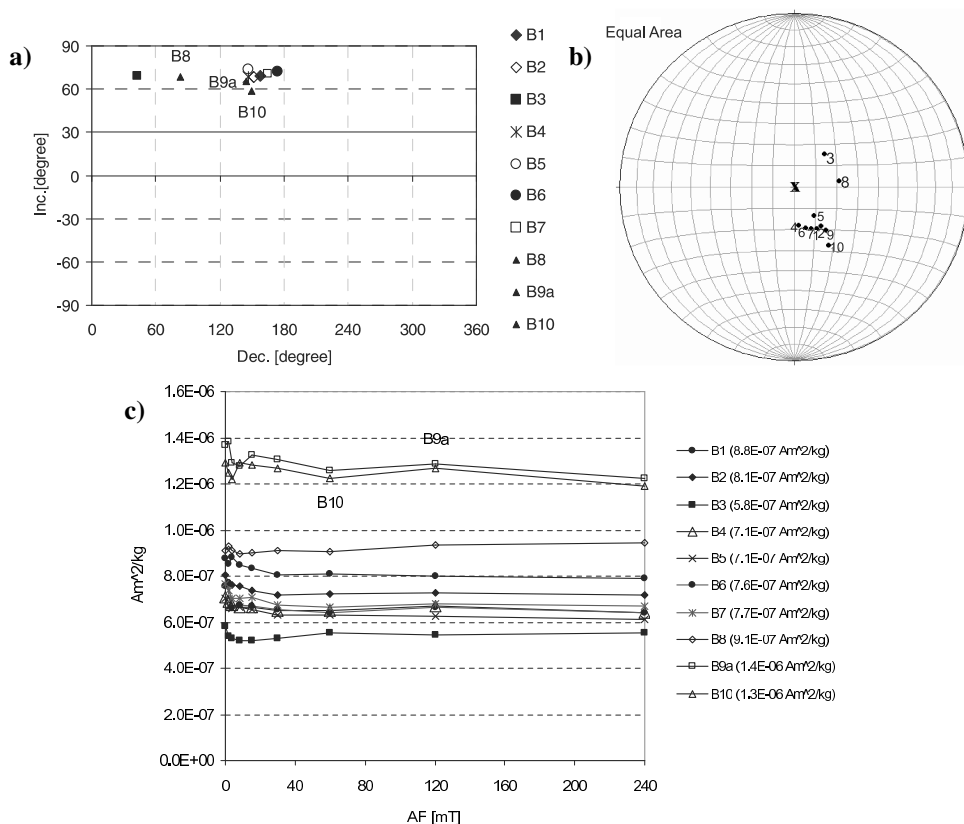 a)
90
60
30
0
-30
-60
-90
Inc.[degree]
0 60 120 180 240 300 360
Dec. [degree]
B8
B9a
B10
B1
B2
B3
B4
B5
B6
B7
B8
B9a
B10
Equal Area
b)
X
3
8
5
4 6 7 1 2 9
10
c)
1.6E-06
1.4E-06
1.2E-06
1.0E-06
8.0E-07
6.0E-07
4.0E-07
2.0E-07
0.0E+00
Am^2/kg
0 40 80 120 160 200 240
AF [mT]
B9a
B10
B1 (8.8E-07 Am^2/kg)
B2 (8.1E-07 Am^2/kg)
B3 (5.8E-07 Am^2/kg)
B4 (7.1E-07 Am^2/kg)
B5 (7.1E-07 Am^2/kg)
B6 (7.6E-07 Am^2/kg)
B7 (7.7E-07 Am^2/kg)
B8 (9.1E-07 Am^2/kg)
B9a (1.4E-06 Am^2/kg)
B10 (1.3E-06 Am^2/kg)